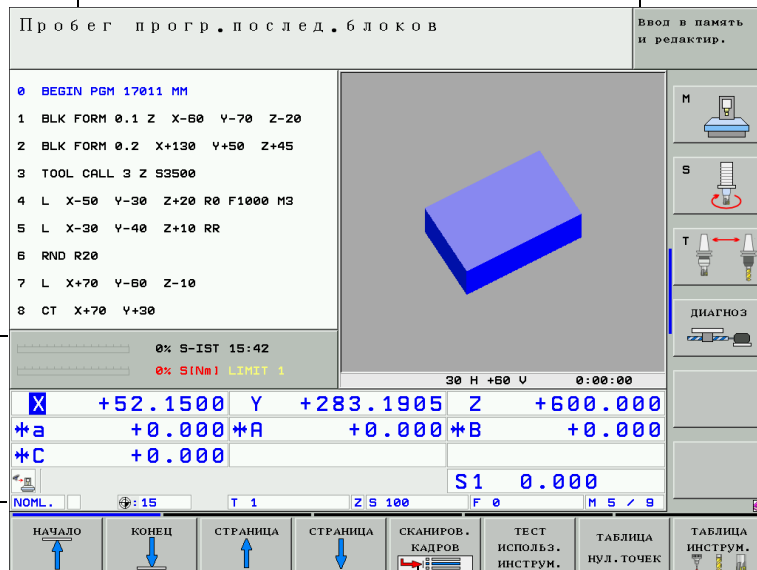 Пробег прогр.послед.блоков
Ввод в память
и редактир.
0 BEGIN PGM 17011 MM
1 BLK FORM 0.1 Z X-60 Y-70 Z-20
2 BLK FORM 0.2 X+130 Y+50 Z+45
3 TOOL CALL 3 Z S3500
4 L X-50 Y-30 Z+20 R0 F1000 M3
5 L X-30 Y-40 Z+10 RR
6 RND R20
7 L X+70 Y-60 Z-10
8 CT X+70 Y+30
M
S
T
ДИАГНОЗ
0% S-IST 15:42
0% S[Nm] LIMIT 1
30 H +60 V 0:00:00
X +52.1500 Y +283.1905 Z +600.000
*a +0.000 *A +0.000 *B +0.000
*C +0.000
S1 0.000
NOML. :15 T 1 Z S 100 F 0 M 5 / 9
НАЧАЛО
КОНЕЦ
СТРАНИЦА
СТРАНИЦА
СКАНИРОВ.
КАДРОВ
ТЕСТ
ИСПОЛЬЗ.
ИНСТРУМ.
ТАБЛИЦА
НУЛ.ТОЧЕК
ТАБЛИЦА
ИНСТРУМ.